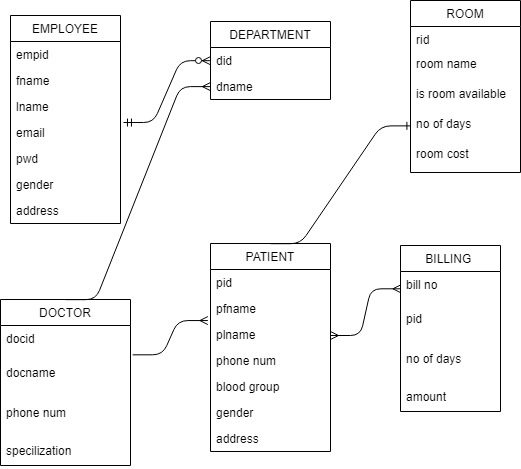 EMPLOYEE
empid
fname
lname
email
pwd
gender
address
DEPARTMENT
did
dname
ROOM
rid
room name
is room available
no of days
room cost
DOCTOR
docid
docname
phone num
specilization
PATIENT
pid
pfname
plname
phone num
blood group
gender
address
BILLING
bill no
pid
no of days
amount